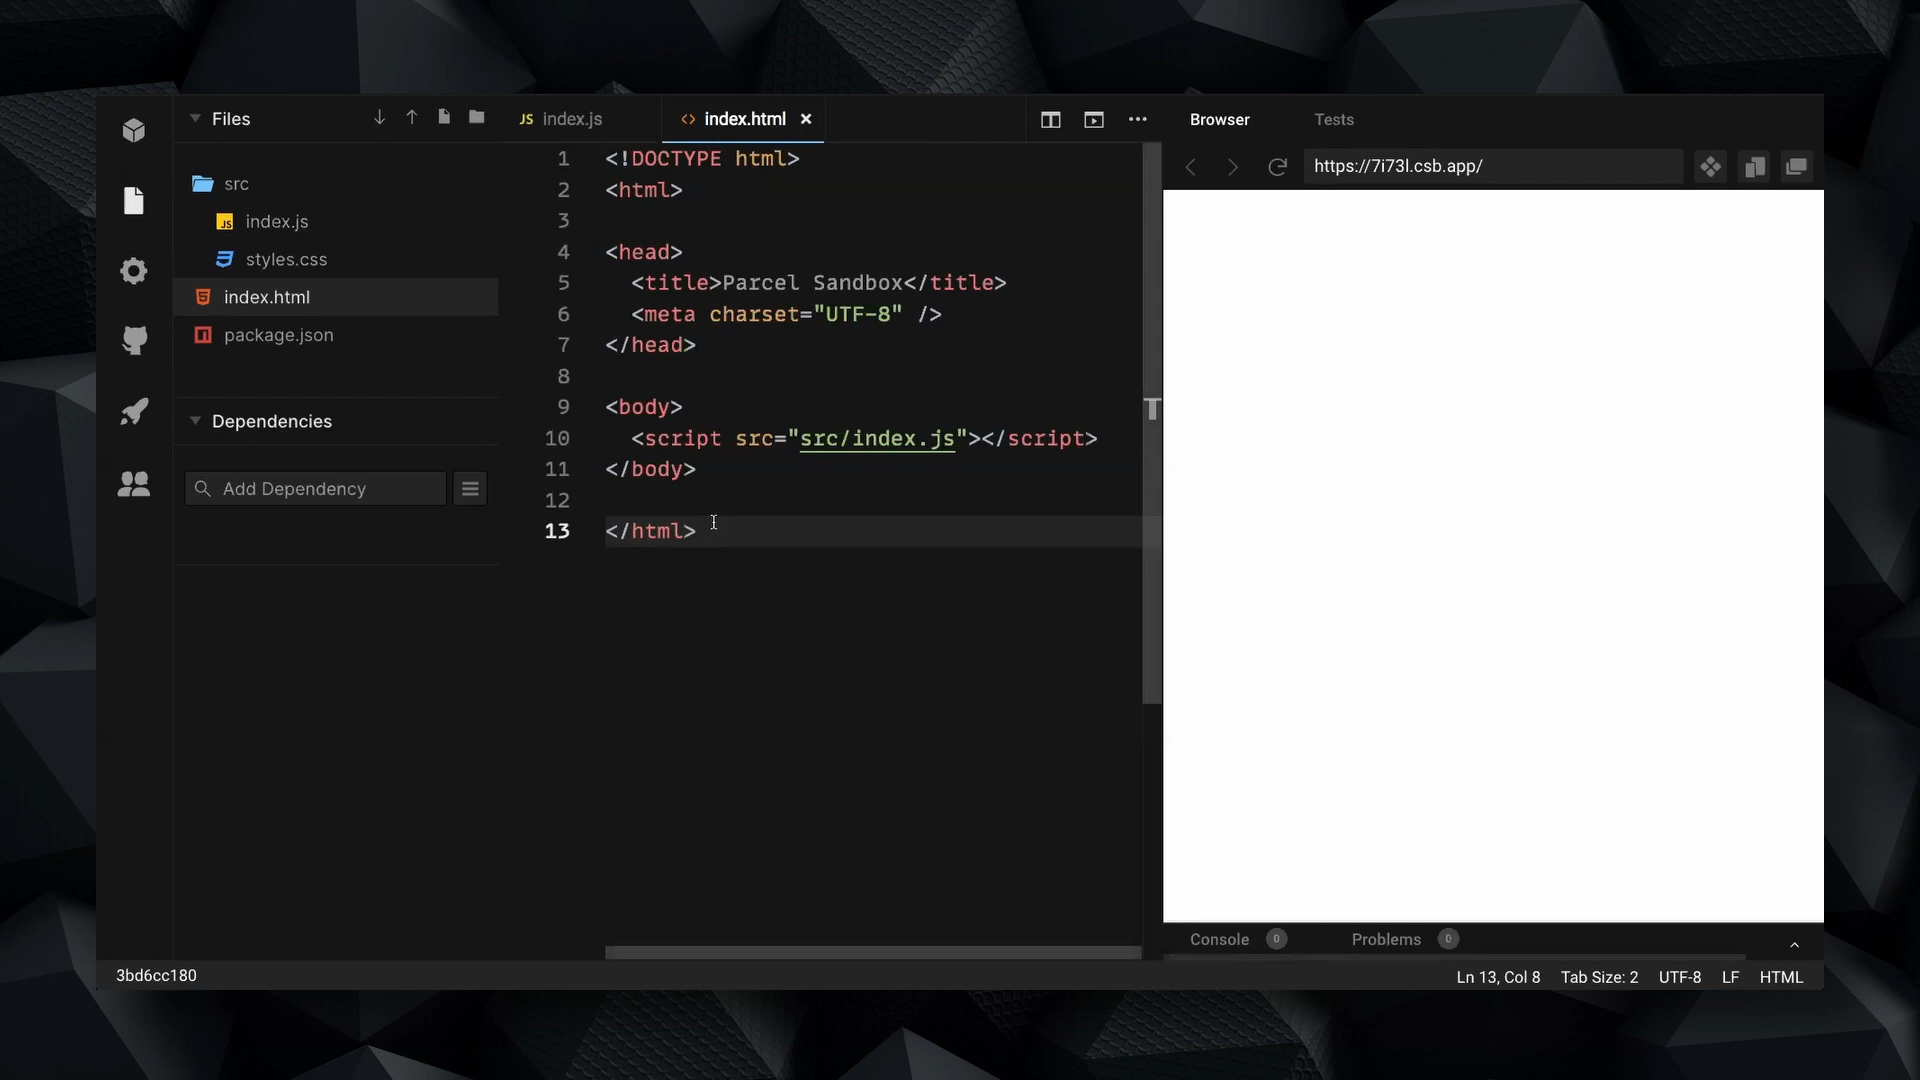 Files
src
index.js
styles.css
index.html
package.json
Dependencies
Add Dependency
JS index.js
<> index.html
1 <!DOCTYPE html>
2 <html>
3
4 <head>
5 <title>Parcel Sandbox</title>
6 <meta charset="UTF-8" />
7 </head>
8
9 <body>
10 <script src="src/index.js"></script>
11 </body>
12
13 </html>
Browser Tests
https://7i73l.csb.app/
Console 0 Problems 0
3bd6cc180
Ln 13, Col 8 Tab Size: 2 UTF-8 LF HTML